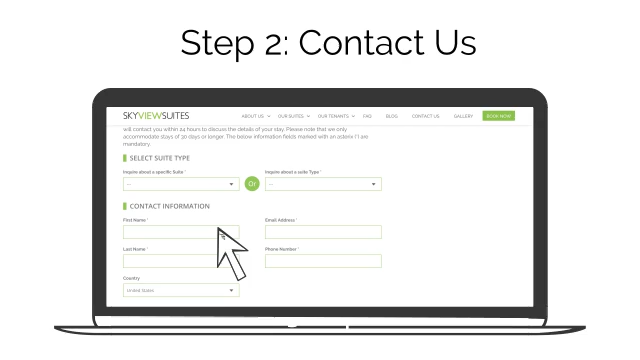 Step 2: Contact Us
SKYVIEWSUITES
ABOUT US OUR SUITES OUR TENANTS FAQ BLOG CONTACT US GALLERY BOOK NOW
will contact you within 24 hours to discuss the details of your stay. Please note that we only
accommodate stays of 30 days or longer. The below information fields marked with an asterix (*) are
mandatory.
SELECT SUITE TYPE
Inquire about a specific Suite * Inquire about a suite Type *
--- Or ---
CONTACT INFORMATION
First Name * Email Address *
Last Name * Phone Number *
Country
United States